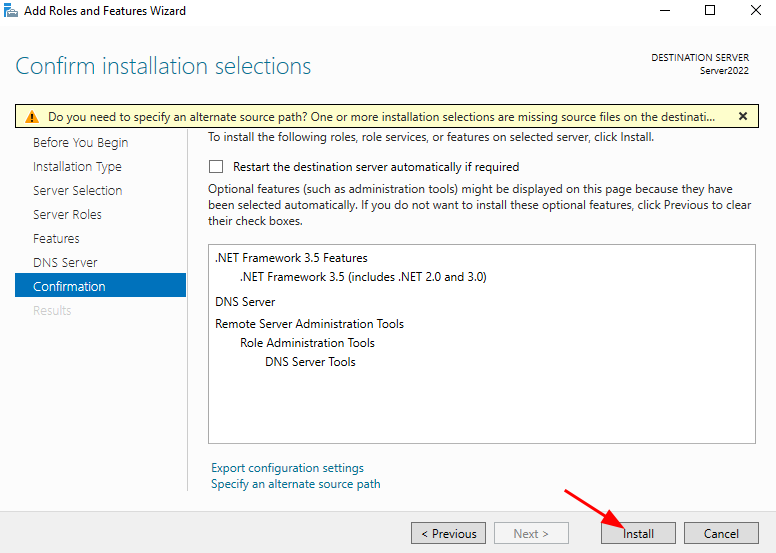 Add Roles and Features Wizard
Confirm installation selections
DESTINATION SERVER
Server2022
Do you need to specify an alternate source path? One or more installation selections are missing source files on the destinati...
Before You Begin
Installation Type
Server Selection
Server Roles
Features
DNS Server
Confirmation
Results
To install the following roles, role services, or features on selected server, click Install.
Restart the destination server automatically if required
Optional features (such as administration tools) might be displayed on this page because they have
been selected automatically. If you do not want to install these optional features, click Previous to clear
their check boxes.
.NET Framework 3.5 Features
.NET Framework 3.5 (includes .NET 2.0 and 3.0)
DNS Server
Remote Server Administration Tools
Role Administration Tools
DNS Server Tools
Export configuration settings
Specify an alternate source path
< Previous
Next >
Install
Cancel